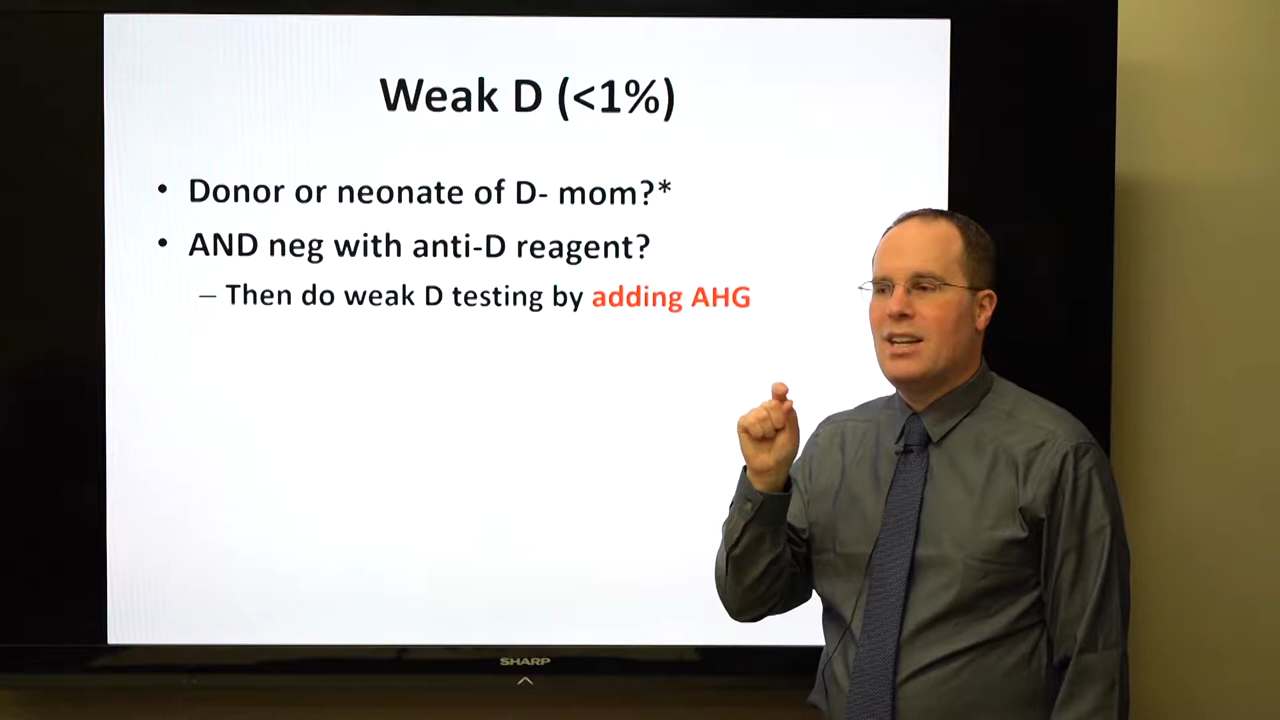 Weak D (<1%)
• Donor or neonate of D- mom?*
• AND neg with anti-D reagent?
– Then do weak D testing by adding AHG
SHARP